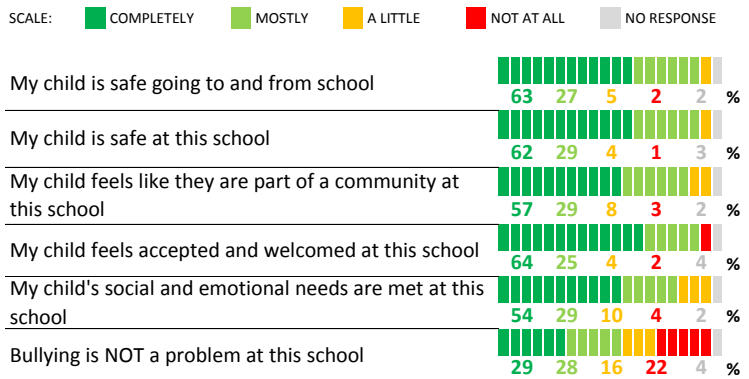 SCALE: COMPLETELY MOSTLY A LITTLE NOT AT ALL NO RESPONSE
My child is safe going to and from school
63 27 5 2 2 %
My child is safe at this school
62 29 4 1 3 %
My child feels like they are part of a community at
this school
57 29 8 3 2 %
My child feels accepted and welcomed at this school
64 25 4 2 4 %
My child's social and emotional needs are met at this
school
54 29 10 4 2 %
Bullying is NOT a problem at this school
29 28 16 22 4 %